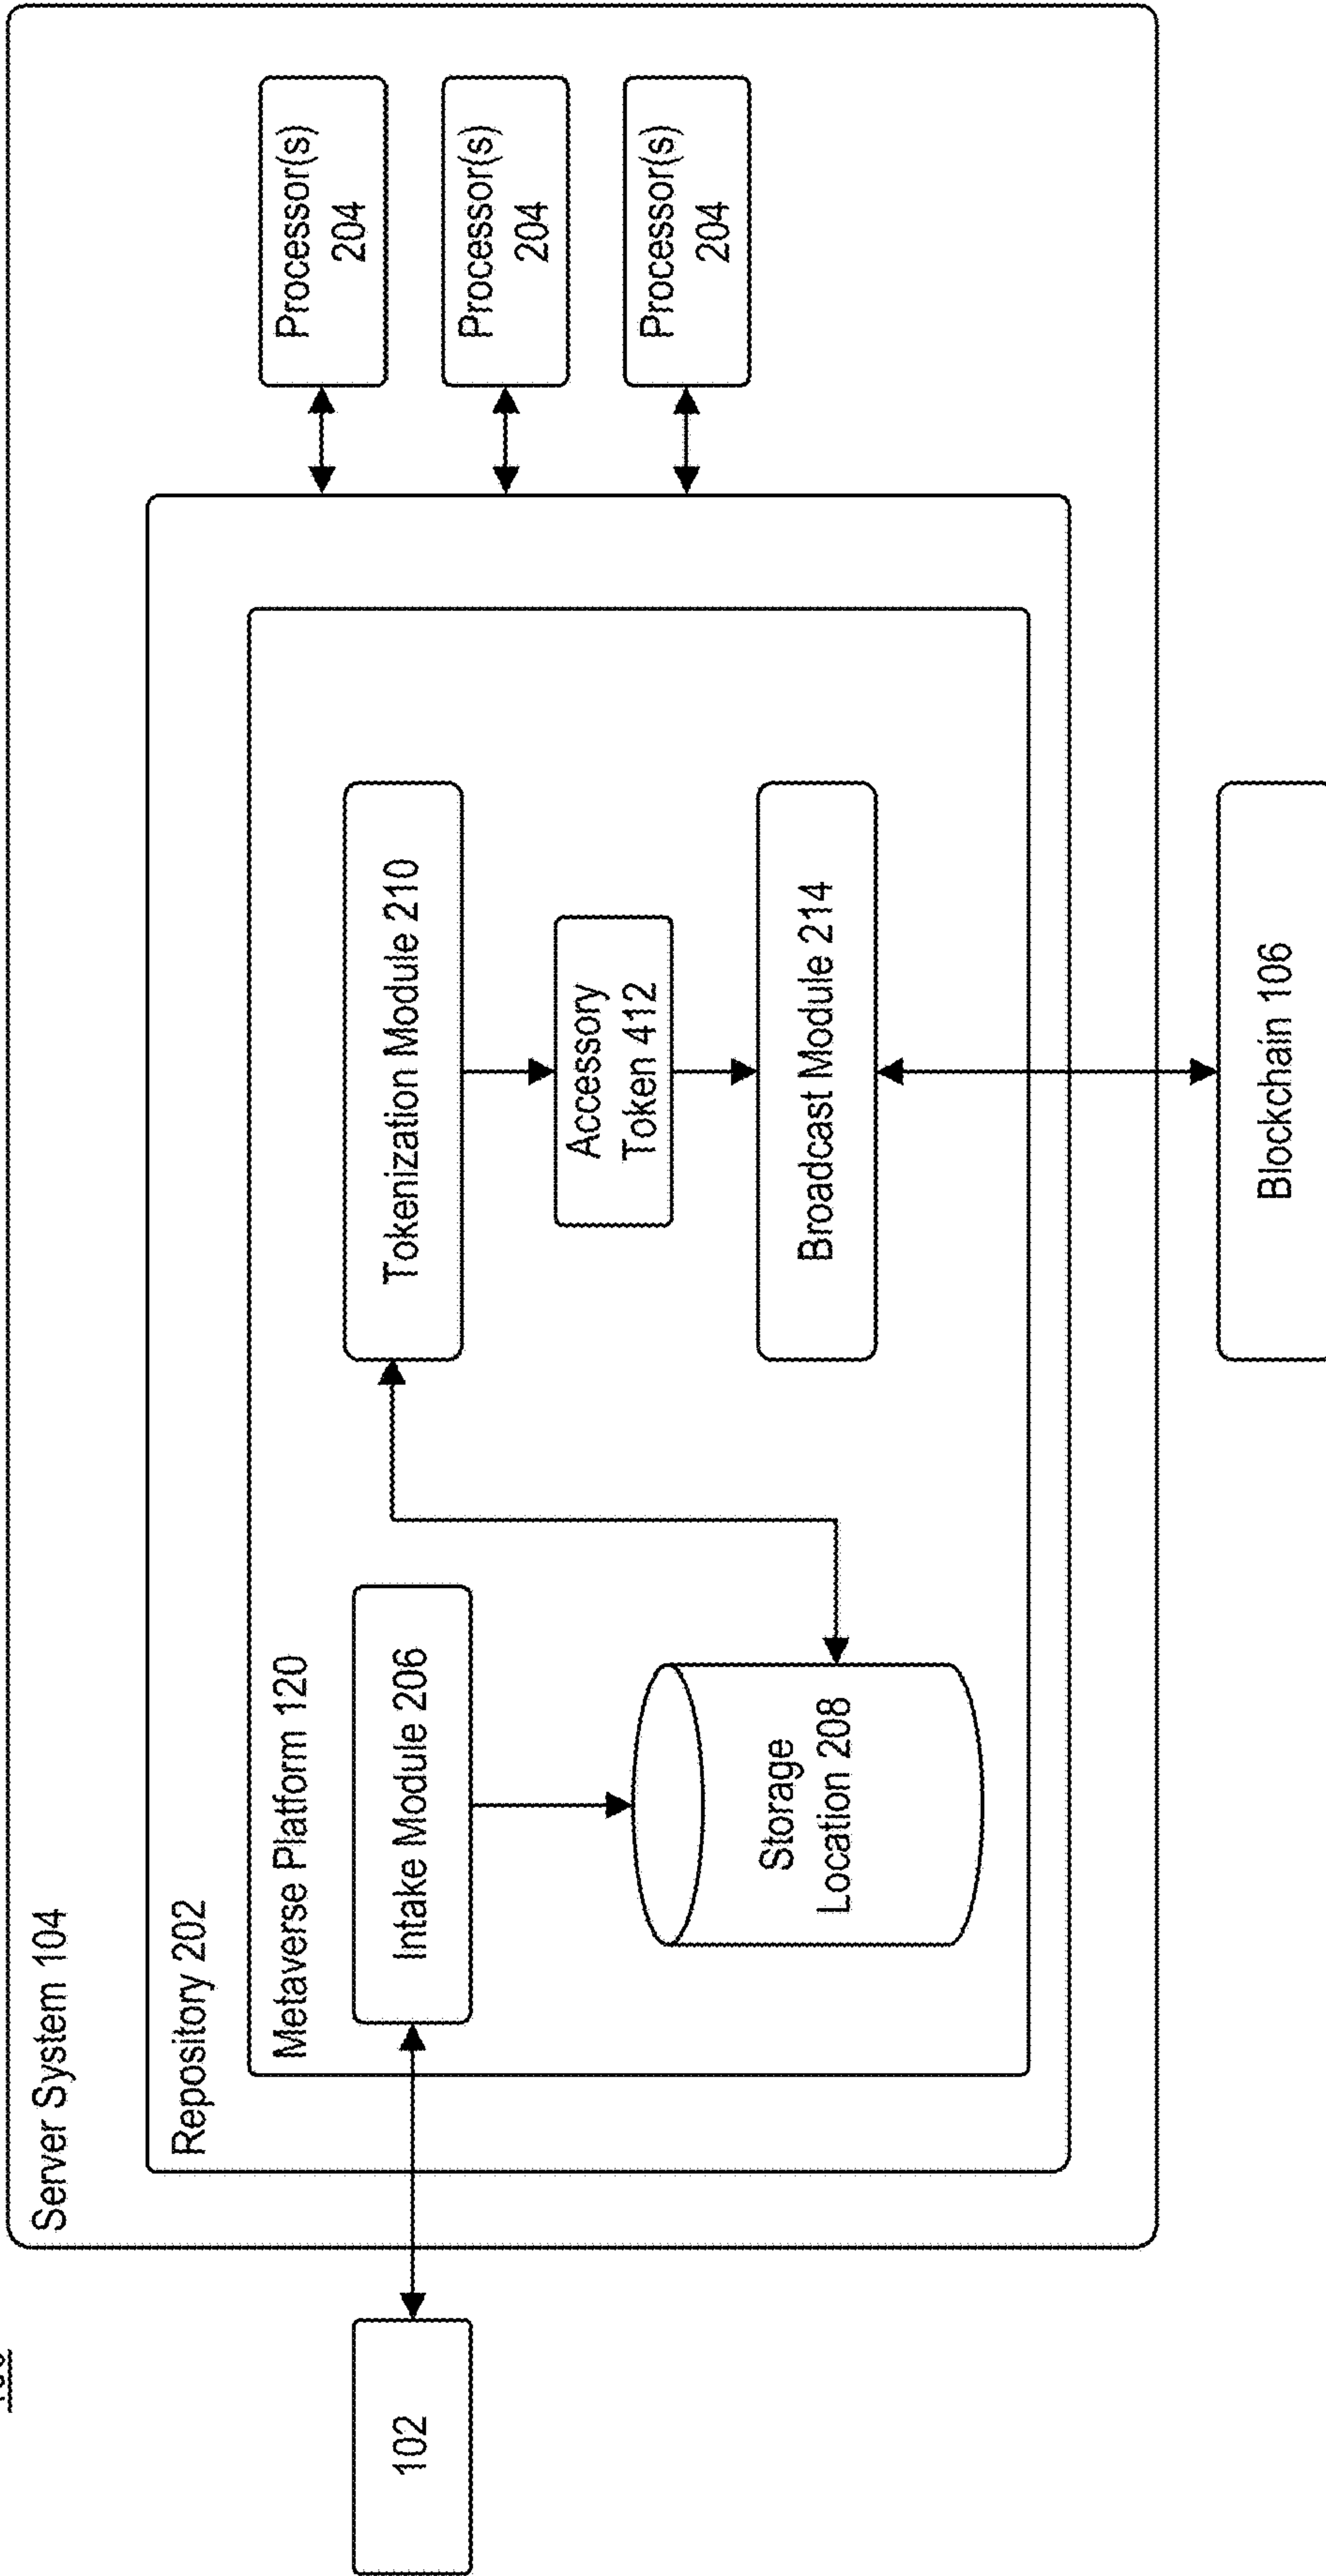 Server System 104
Repository 202
Metaverse Platform 120
102
Intake Module 206
Storage
Location 208
Tokenization Module 210
Accessory
Token 412
Broadcast Module 214
Processor(s)
204
Processor(s)
204
Processor(s)
204
Blockchain 106